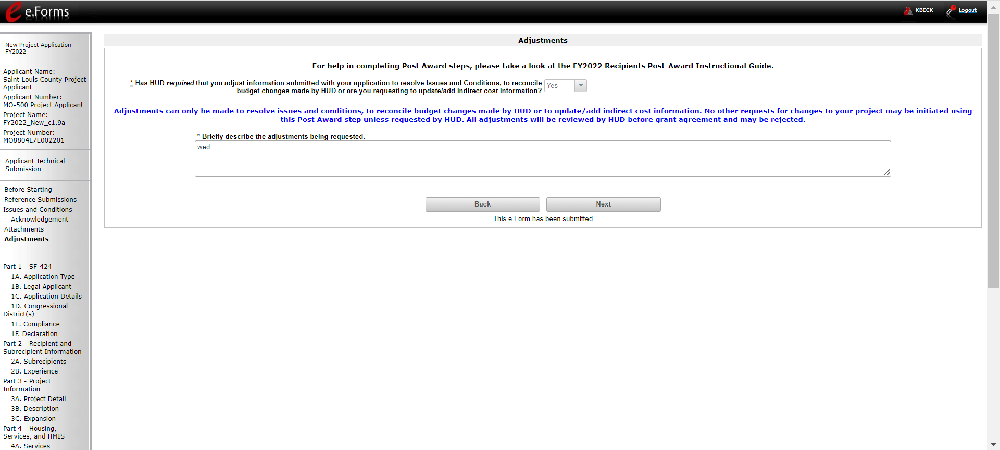 e.Forms
KBECK
Logout
New Project Application
FY2022
Applicant Name:
Saint Louis County Project
Applicant
Applicant Number:
MO-500 Project Applicant
Project Name:
FY2022_New_c1.9a
Project Number:
MO8804L7E002201
Applicant Technical
Submission
Before Starting
Reference Submissions
Issues and Conditions
Acknowledgement
Attachments
Adjustments
Part 1 - SF-424
1A. Application Type
1B. Legal Applicant
1C. Application Details
1D. Congressional
District(s)
1E. Compliance
1F. Declaration
Part 2 - Recipient and
Subrecipient Information
2A. Subrecipients
2B. Experience
Part 3 - Project
Information
3A. Project Detail
3B. Description
3C. Expansion
Part 4 - Housing,
Services, and HMIS
4A. Services
Adjustments
For help in completing Post Award steps, please take a look at the FY2022 Recipients Post-Award Instructional Guide.
* Has HUD required that you adjust information submitted with your application to resolve Issues and Conditions, to reconcile
budget changes made by HUD or are you requesting to update/add indirect cost information?
Yes
Adjustments can only be made to resolve issues and conditions, to reconcile budget changes made by HUD or to update/add indirect cost information. No other requests for changes to your project may be initiated using
this Post Award step unless requested by HUD. All adjustments will be reviewed by HUD before grant agreement and may be rejected.
* Briefly describe the adjustments being requested.
wed
Back
Next
This e.Form has been submitted